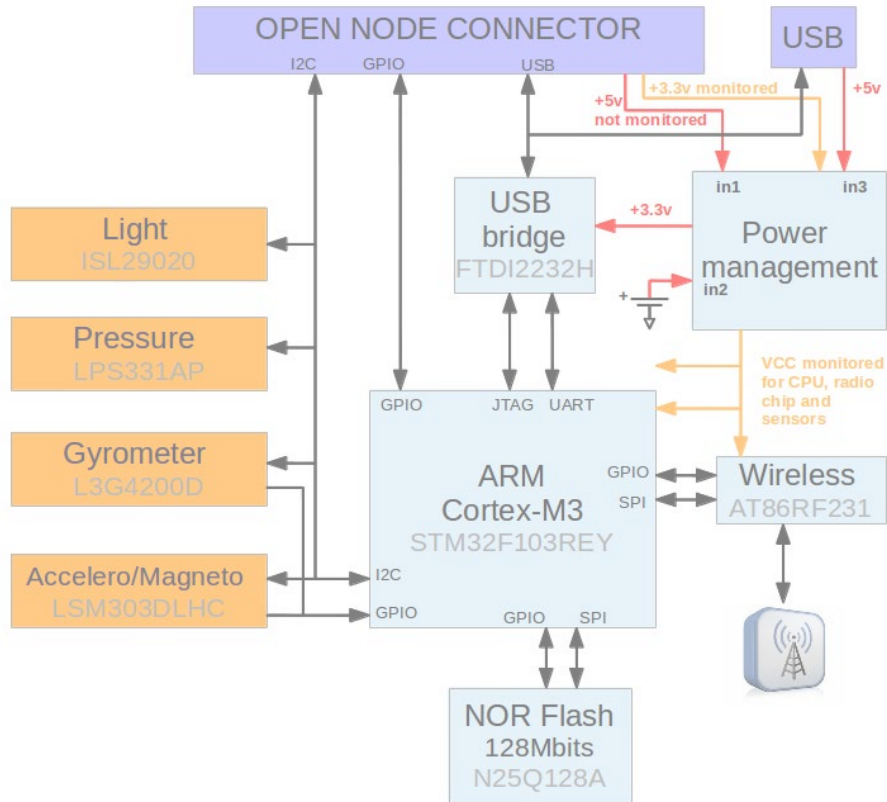 OPEN NODE CONNECTOR
I2C
GPIO
USB
USB
+3.3v monitored
+5v
not monitored
+5v
in1
in3
Power
management
in2
+3.3v
USB
bridge
FTDI2232H
+
Light
ISL29020
Pressure
LPS331AP
Gyrometer
L3G4200D
Accelero/Magneto
LSM303DLHC
VCC monitored
for CPU, radio
chip and
sensors
GPIO
JTAG
UART
ARM
Cortex-M3
STM32F103REY
GPIO
SPI
I2C
GPIO
GPIO
SPI
Wireless
AT86RF231
NOR Flash
128Mbits
N25Q128A